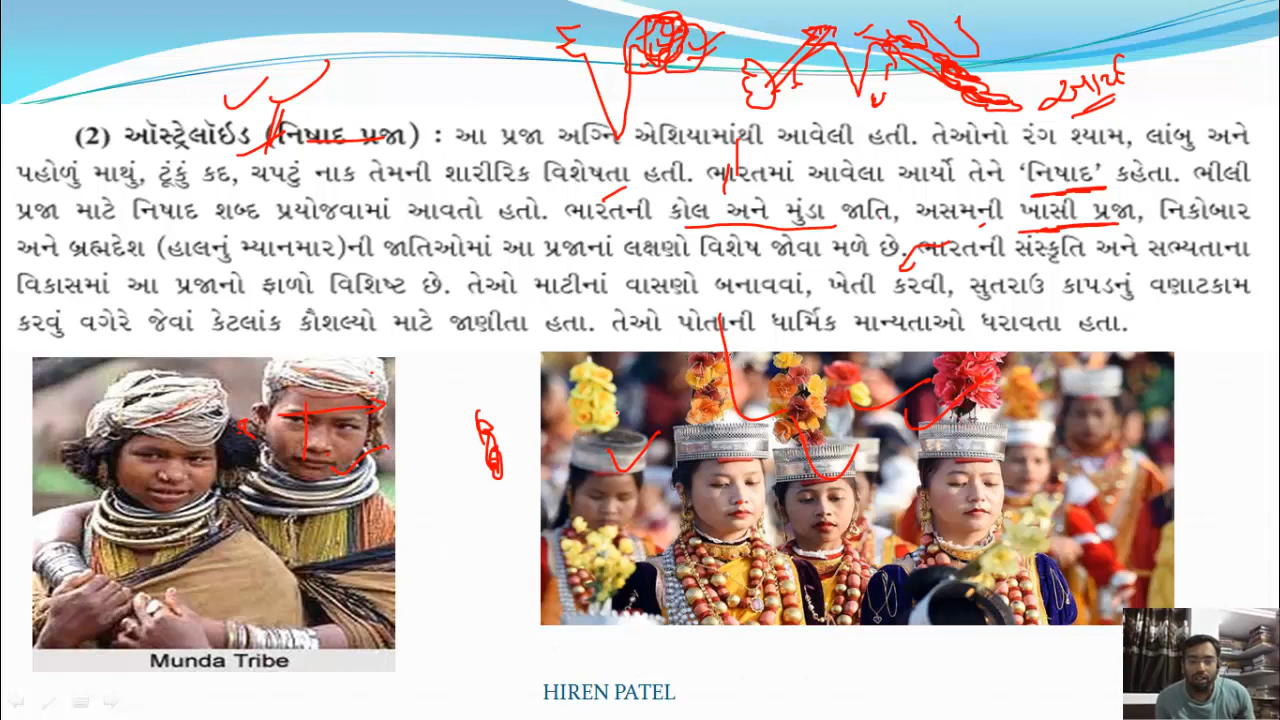 આર્ય
(2) ઑસ્ટ્રેલૉઇડ (નિષાદ પ્રજા) : આ પ્રજા અગ્નિ એશિયામાંથી આવેલી હતી. તેઓનો રંગ શ્યામ, લાંબુ અને
પહોળું માથું, ટૂંકું કદ, ચપટું નાક તેમની શારીરિક વિશેષતા હતી. ભારતમાં આવેલા આર્યો તેને ‘નિષાદ’ કહેતા. ભીલી
પ્રજા માટે નિષાદ શબ્દ પ્રયોજવામાં આવતો હતો. ભારતની કોલ અને મુંડા જાતિ, અસમની ખાસી પ્રજા, નિકોબાર
અને બ્રહ્મદેશ (હાલનું મ્યાનમાર)ની જાતિઓમાં આ પ્રજાનાં લક્ષણો વિશેષ જોવા મળે છે. ભારતની સંસ્કૃતિ અને સભ્યતાના
વિકાસમાં આ પ્રજાનો ફાળો વિશિષ્ટ છે. તેઓ માટીનાં વાસણો બનાવવાં, ખેતી કરવી, સુતરાઉ કાપડનું વણાટકામ
કરવું વગેરે જેવાં કેટલાંક કૌશલ્યો માટે જાણીતા હતા. તેઓ પોતાની ધાર્મિક માન્યતાઓ ધરાવતા હતા.
Munda Tribe
HIREN PATEL